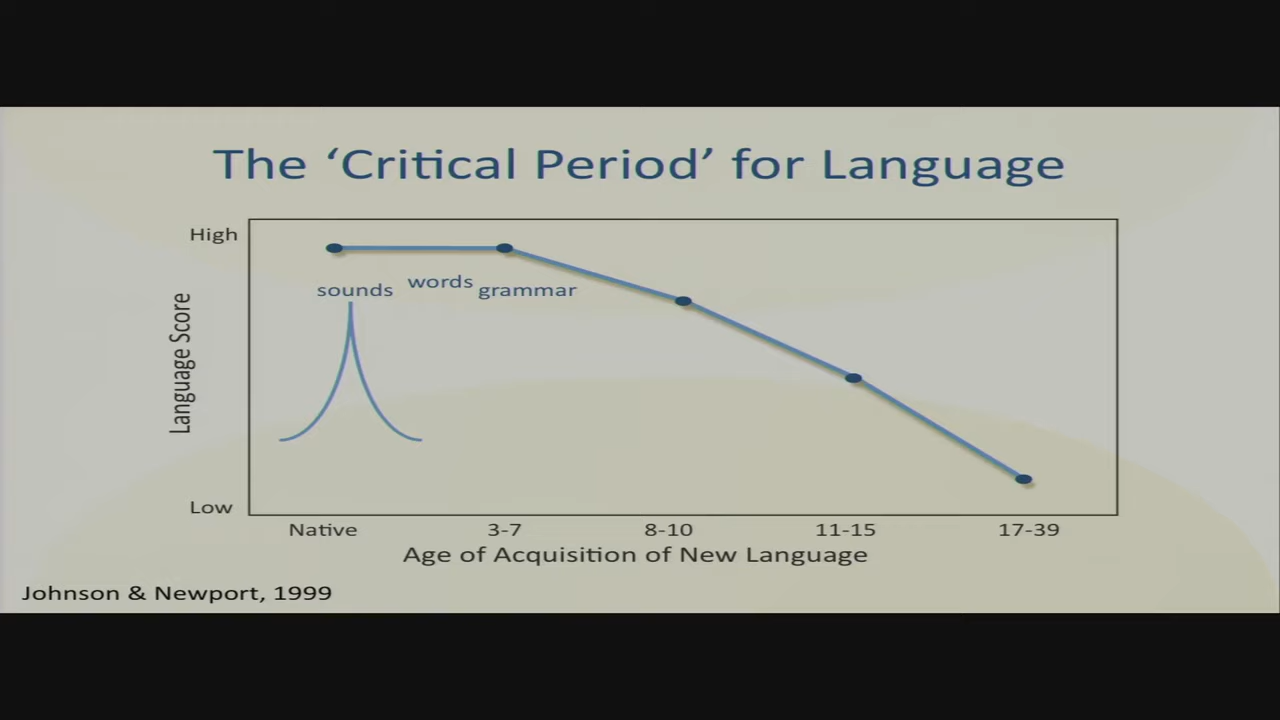 The ‘Critical Period’ for Language
High
sounds words grammar
Language Score
Low
Native 3-7 8-10 11-15 17-39
Age of Acquisition of New Language
Johnson & Newport, 1999